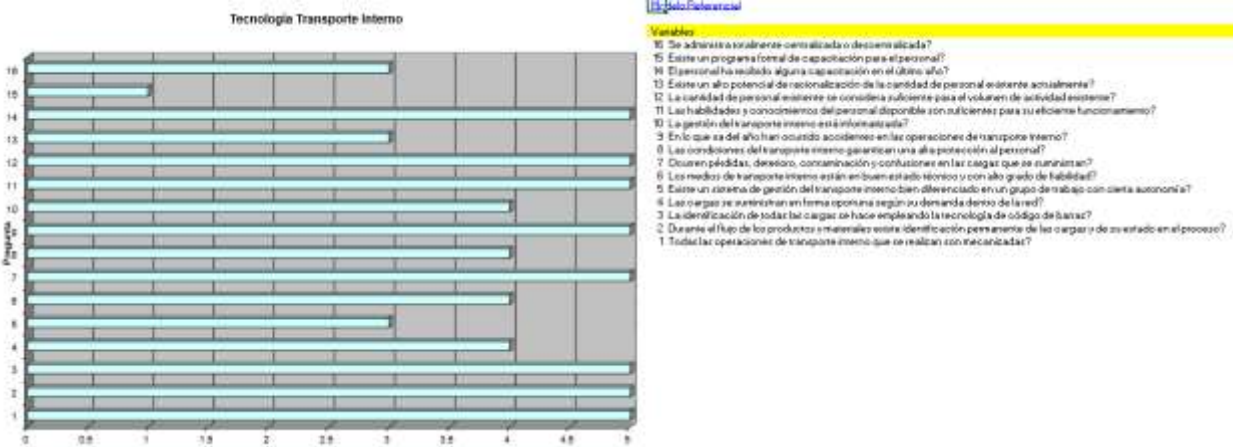 Tecnología Transporte Interno
Modelo Referencial
Variables
16 Se administra totalmente centralizada o descentralizada?
15 Existe un programa formal de capacitación para el personal?
14 El personal ha recibido alguna capacitación en el último año?
13 Existe un alto potencial de racionalización de la cantidad de personal existente actualmente?
12 La cantidad de personal existente se considera suficiente para el volumen de actividad existente?
11 Las habilidades y conocimientos del personal disponible son suficientes para su eficiente funcionamiento?
10 La gestión del transporte interno está informatizada?
9 En lo que va del año han ocurrido accidentes en las operaciones de transporte interno?
8 Las condiciones del transporte interno garantizan una alta protección al personal?
7 Ocurren pérdidas, deterioro, contaminación y confusiones en las cargas que se suministran?
6 Los medios de transporte interno están en buen estado técnico y con alto grado de fiabilidad?
5 Existe un sistema de gestión del transporte interno bien diferenciado en un grupo de trabajo con cierta autonomía?
4 Las cargas se suministran en forma oportuna según su demanda dentro de la red?
3 La identificación de todas las cargas se hace empleando la tecnología de código de barras?
2 Durante el flujo de los productos y materiales existe identificación permanente de las cargas y de su estado en el proceso?
1 Todas las operaciones de transporte interno que se realizan son mecanizadas?
Pregunta
16
15
14
13
12
11
10
9
8
7
6
5
4
3
2
1
0 0.5 1 1.5 2 2.5 3 3.5 4 4.5 5